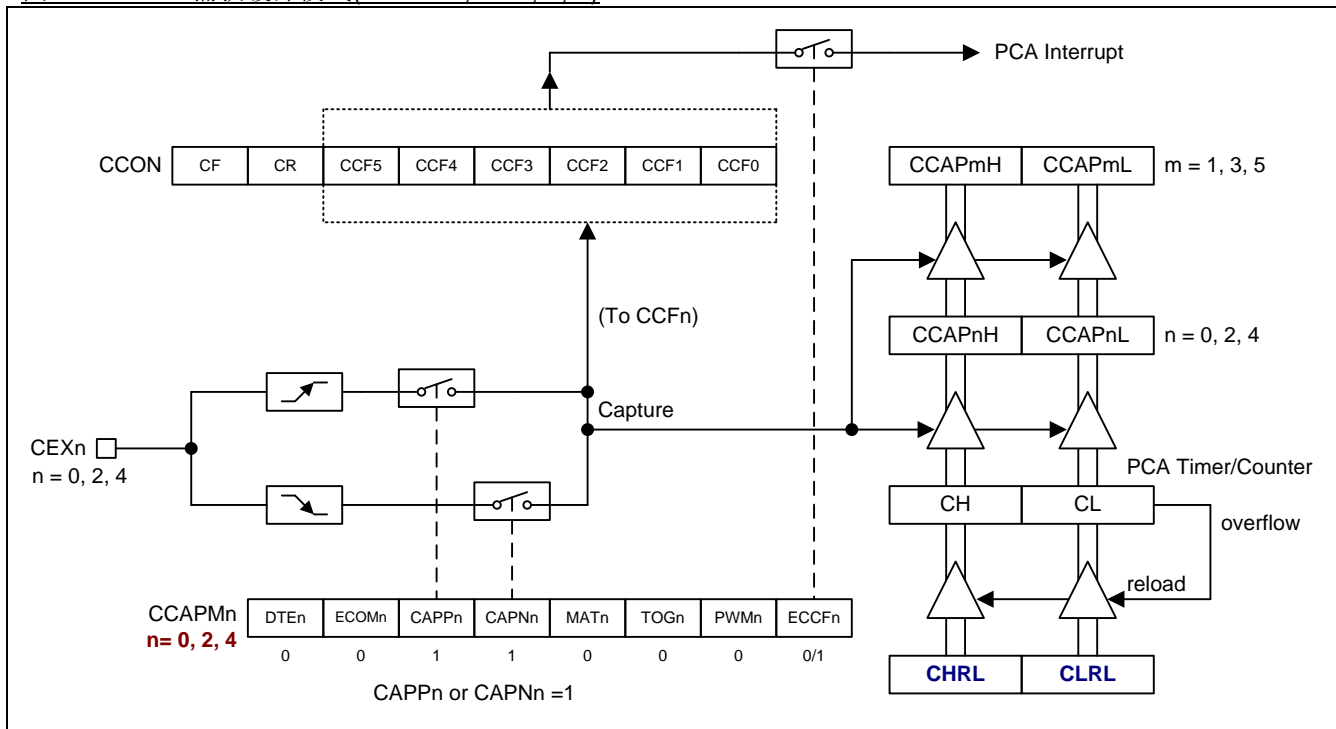 PCA Interrupt
CCON CF CR CCF5 CCF4 CCF3 CCF2 CCF1 CCF0
CCAPmH CCAPmL m = 1, 3, 5
(To CCFn)
CCAPnH CCAPnL n = 0, 2, 4
Capture
CEXn
n = 0, 2, 4
PCA Timer/Counter
CH CL
overflow
reload
CCAPMn DTEn ECOMn CAPPn CAPNn MATn TOGn PWMn ECCFn
n= 0, 2, 4
0 0 1 1 0 0 0 0/1
CHRL CLRL
CAPPn or CAPNn =1